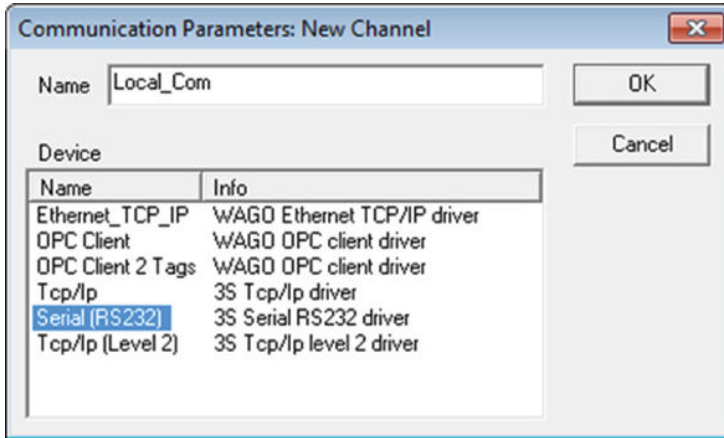 Communication Parameters: New Channel
Name Local_Com OK
Cancel
Device
Name Info
Ethernet_TCP_IP WAGO Ethernet TCP/IP driver
OPC Client WAGO OPC client driver
OPC Client 2 Tags WAGO OPC client driver
Tcp/Ip 3S Tcp/Ip driver
Serial (RS232) 3S Serial RS232 driver
Tcp/Ip (Level 2) 3S Tcp/Ip level 2 driver